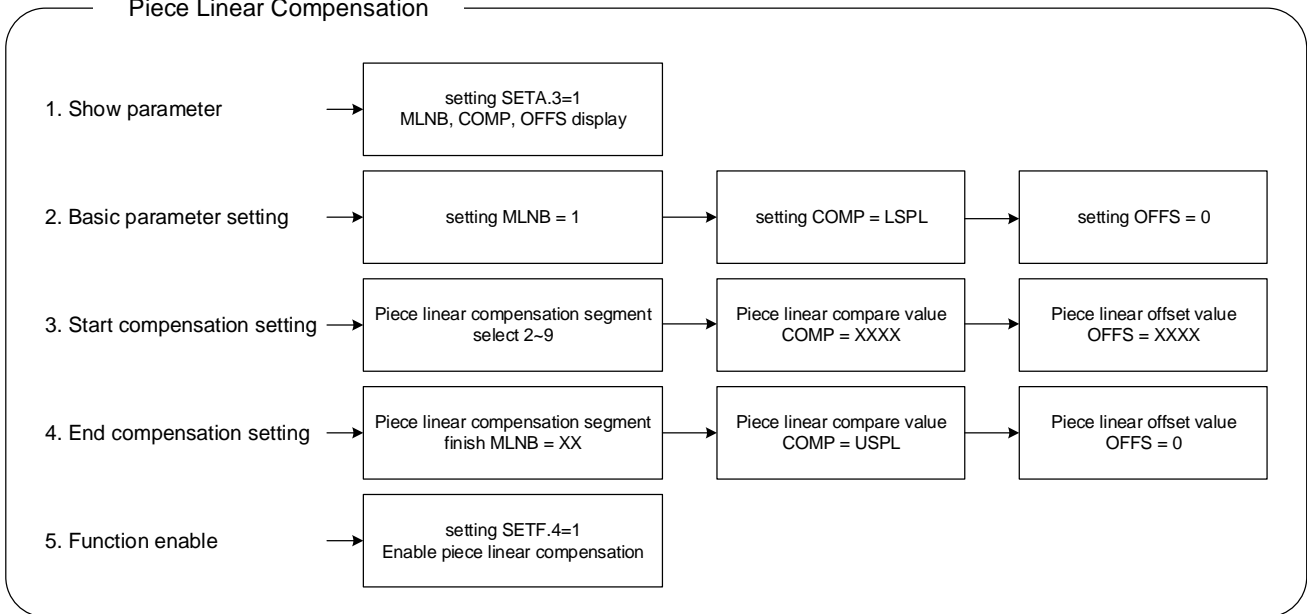 Piece Linear Compensation
1. Show parameter
setting SETA.3=1
MLNB, COMP, OFFS display
2. Basic parameter setting
setting MLNB = 1
setting COMP = LSPL
setting OFFS = 0
3. Start compensation setting
Piece linear compensation segment
select 2~9
Piece linear compare value
COMP = XXXX
Piece linear offset value
OFFS = XXXX
4. End compensation setting
Piece linear compensation segment
finish MLNB = XX
Piece linear compare value
COMP = USPL
Piece linear offset value
OFFS = 0
5. Function enable
setting SETF.4=1
Enable piece linear compensation